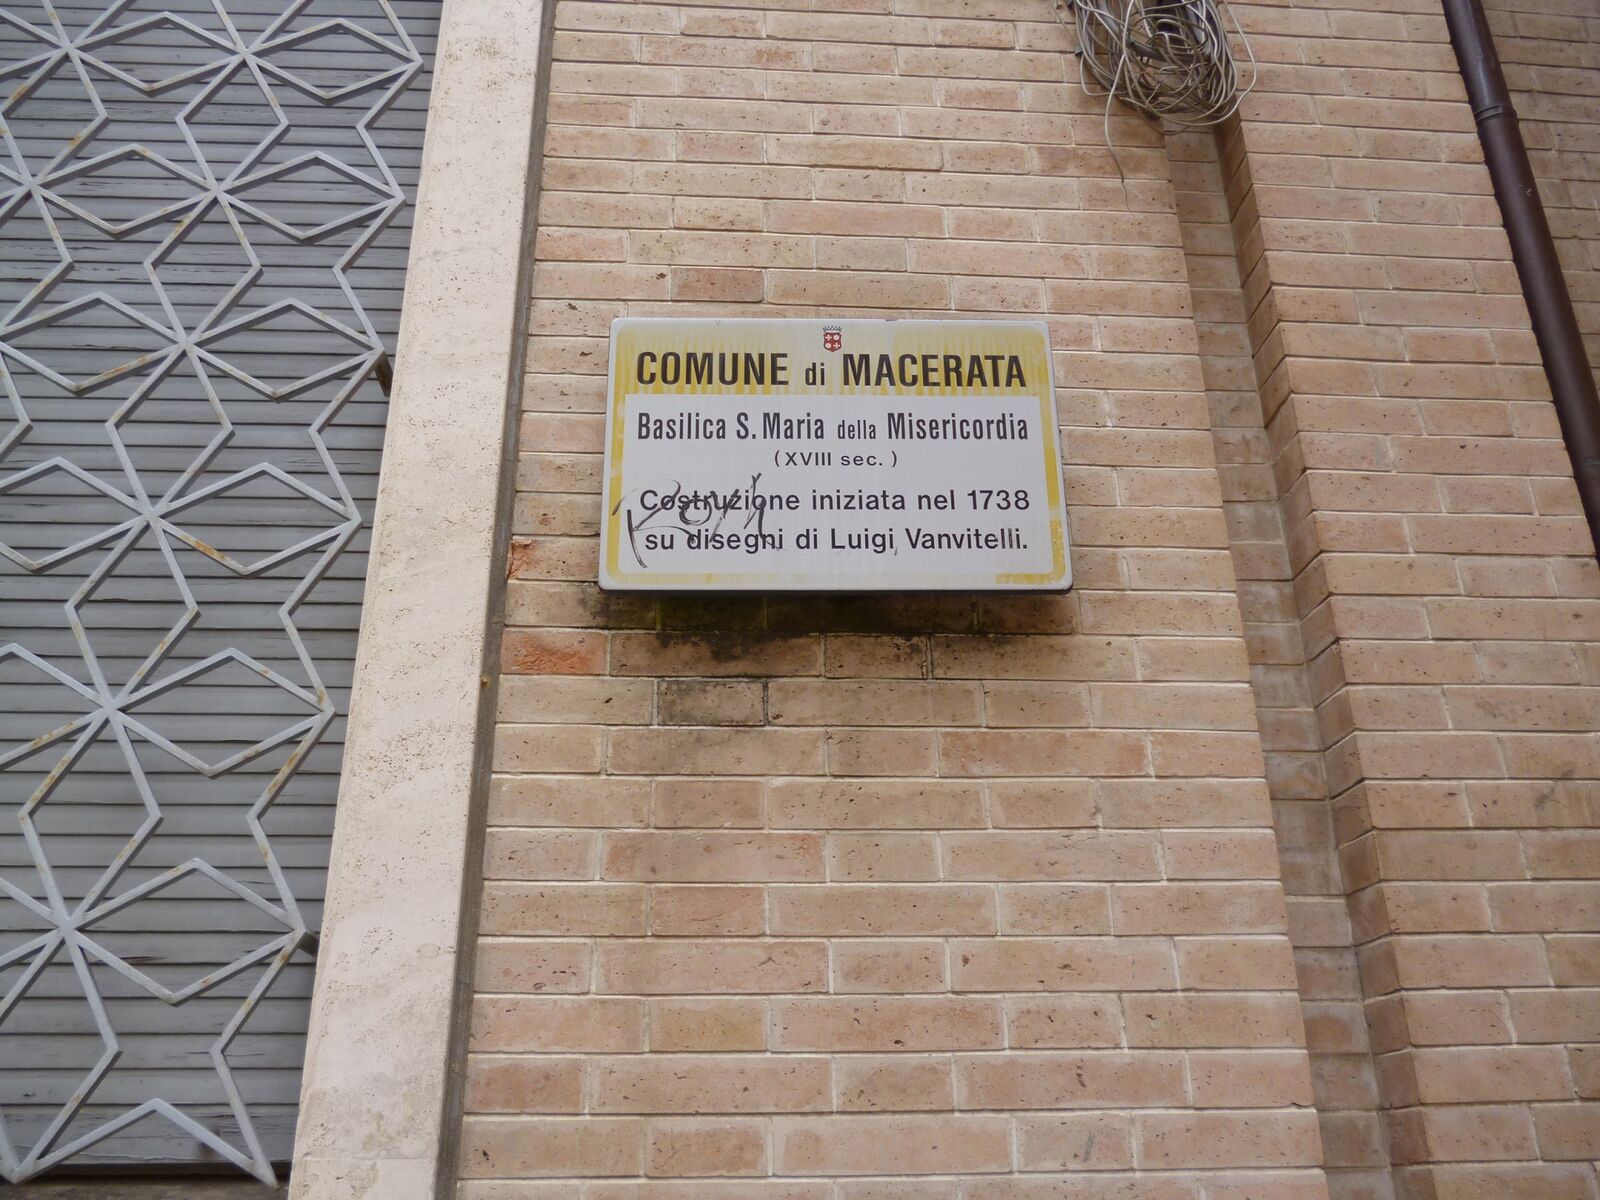 COMUNE di MACERATA
Basilica S. Maria della Misericordia
(XVIII sec.)
Costruzione iniziata nel 1738
su disegni di Luigi Vanvitelli.